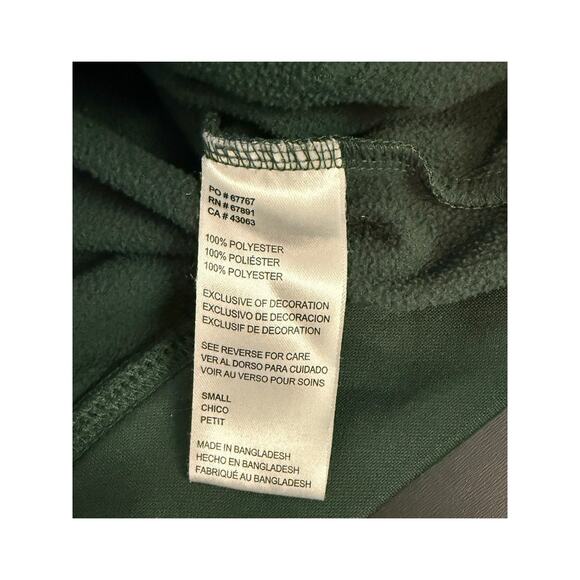 PO # 67767
RN # 67891
CA # 43063
100% POLYESTER
100% POLIÉSTER
100% POLYESTER
EXCLUSIVE OF DECORATION
EXCLUSIVO DE DECORACION
EXCLUSIF DE DECORATION
SEE REVERSE FOR CARE
VER AL DORSO PARA CUIDADO
VOIR AU VERSO POUR SOINS
SMALL
CHICO
PETIT
MADE IN BANGLADESH
HECHO EN BANGLADESH
FABRIQUÉ AU BANGLADESH